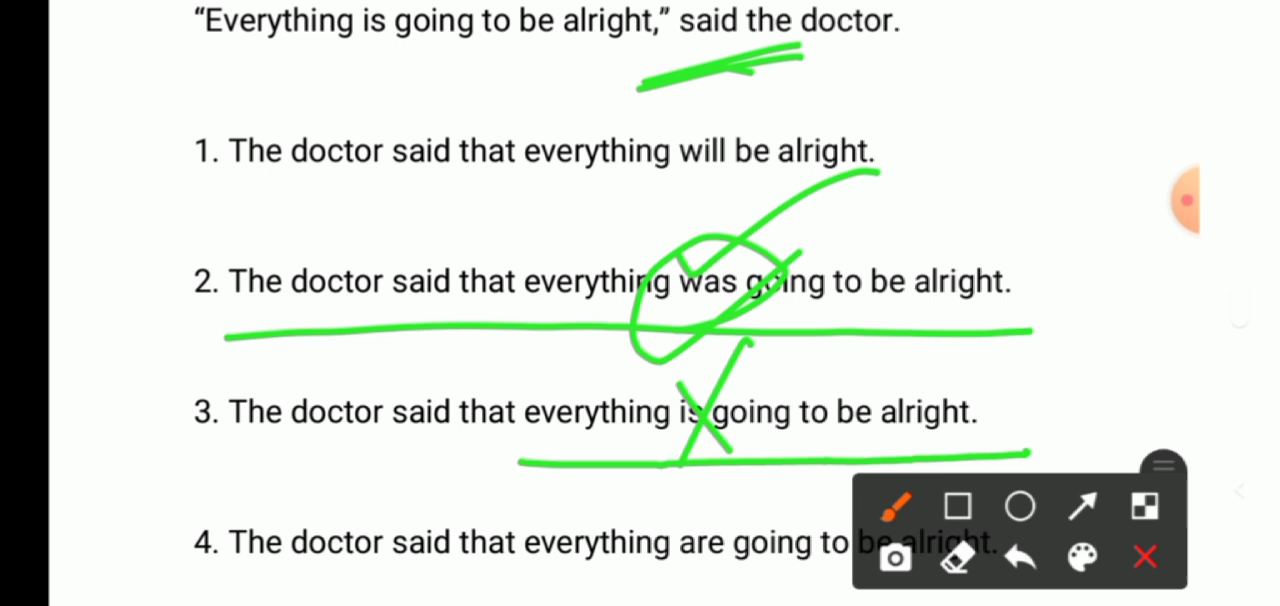 “Everything is going to be alright,” said the doctor.
1. The doctor said that everything will be alright.
2. The doctor said that everything was going to be alright.
3. The doctor said that everything is going to be alright.
4. The doctor said that everything are going to be alright.